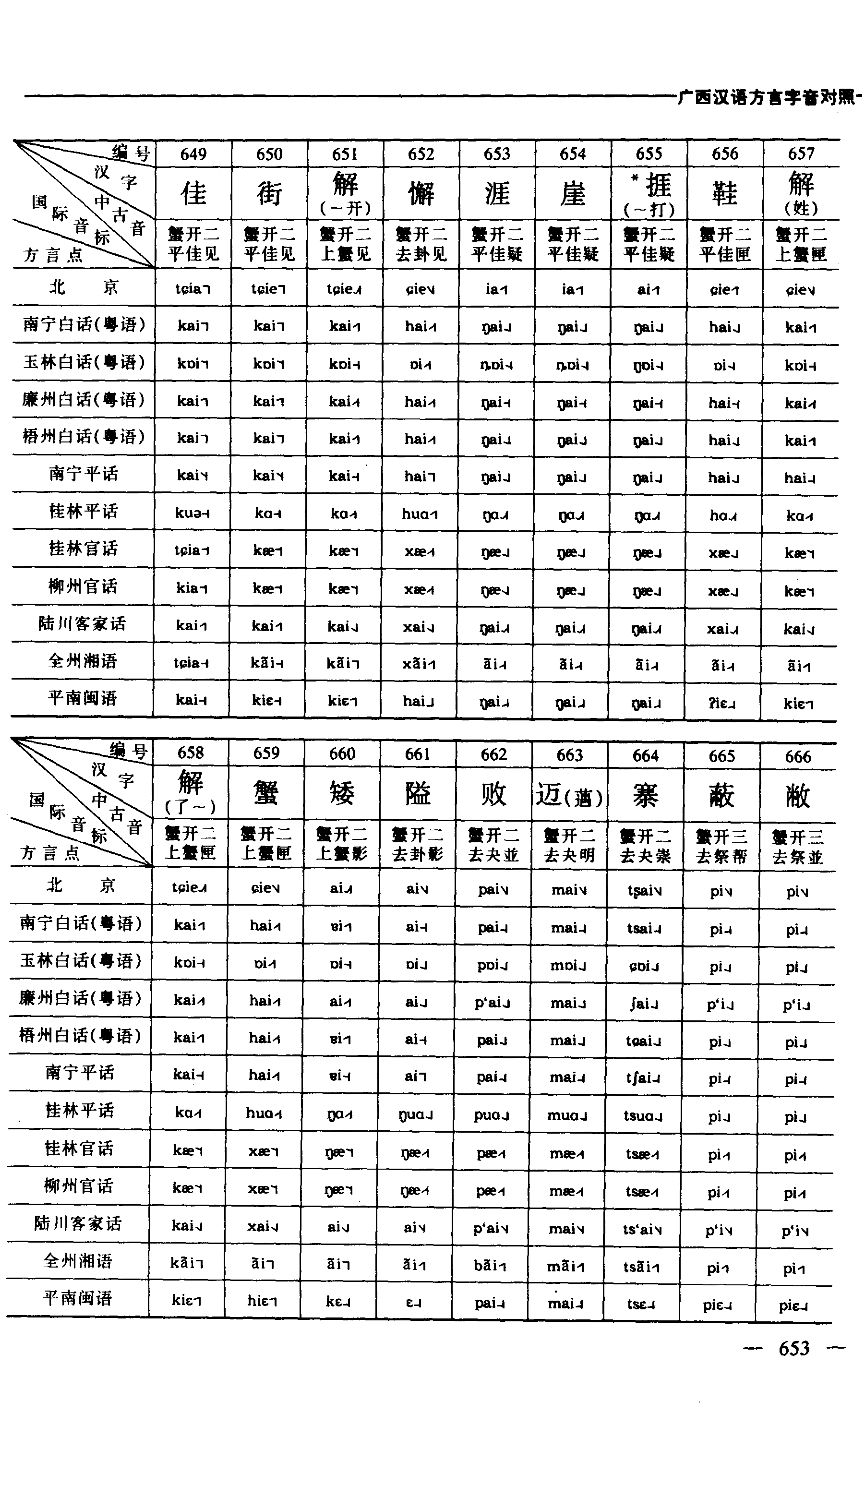 广西汉语方言字音对照
编号 649 650 651 652 653 654 655 656 657
汉字 佳 街 解(~开) 懈 涯 崖 *捱(~打) 鞋 解(姓)
国际音标 中古音 蟹开二 蟹开二 蟹开二 蟹开二 蟹开二 蟹开二 蟹开二 蟹开二 蟹开二
方言点 平佳见 平佳见 上蟹见 去卦见 平佳疑 平佳疑 平佳疑 平佳匣 上蟹匣
北京 tɕia tɕie tɕie ɕie ia ia ai ɕie ɕie
南宁白话(粤语) kai kai kai hai ŋai ŋai ŋai hai kai
玉林白话(粤语) kɒi kɒi kɒi ɒi ȵɒi ȵɒi ŋɒi ɒi kɒi
廉州白话(粤语) kai kai kai hai ŋai ŋai ŋai hai kai
梧州白话(粤语) kai kai kai hai ŋai ŋai ŋai hai kai
南宁平话 kai kai kai hai ŋai ŋai ŋai hai hai
桂林平话 kuə kɑ kɑ huɑ ŋɑ ŋɑ ŋɑ hɑ kɑ
桂林官话 tɕia kæ kæ xæ ŋæ ŋæ ŋæ xæ kæ
柳州官话 kia kæ kæ xæ ŋæ ŋæ ŋæ xæ kæ
陆川客家话 kai kai kai xai ŋai ŋai ŋai xai kai
全州湘语 tɕia kãi kãi xãi ãi ãi ãi ãi ãi
平南闽语 kai kiɛ kiɛ hai ŋai ŋai ŋai ʔiɛ kiɛ
编号 658 659 660 661 662 663 664 665 666
汉字 解(了~) 蟹 矮 隘 败 迈(邁) 寨 蔽 敝
国际音标 中古音 蟹开二 蟹开二 蟹开二 蟹开二 蟹开二 蟹开二 蟹开二 蟹开三 蟹开三
方言点 上蟹匣 上蟹匣 上蟹影 去卦影 去夬並 去夬明 去夬崇 去祭帮 去祭並
北京 tɕie ɕie ai ai pai mai tʂai pi pi
南宁白话(粤语) kai hai ɐi ai pai mai tsai pi pi
玉林白话(粤语) kɒi ɒi ɒi ɒi pɒi mɒi ɕɒi pi pi
廉州白话(粤语) kai hai ai ai p‘ai mai ʃai p‘i p‘i
梧州白话(粤语) kai hai ɐi ai pai mai tɕai pi pi
南宁平话 kai hai ɐi ai pai mai tʃai pi pi
桂林平话 kɑ huɑ ŋɑ ŋuɑ puɑ muɑ tsuɑ pi pi
桂林官话 kæ xæ ŋæ ŋæ pæ mæ tsæ pi pi
柳州官话 kæ xæ ŋæ ŋæ pæ mæ tsæ pi pi
陆川客家话 kai xai ai ai p‘ai mai ts‘ai p‘i p‘i
全州湘语 kãi ãi ãi ãi bãi mãi tsãi pi pi
平南闽语 kiɛ hiɛ kɛ ɛ pai mai tsɛ piɛ piɛ
— 653 —